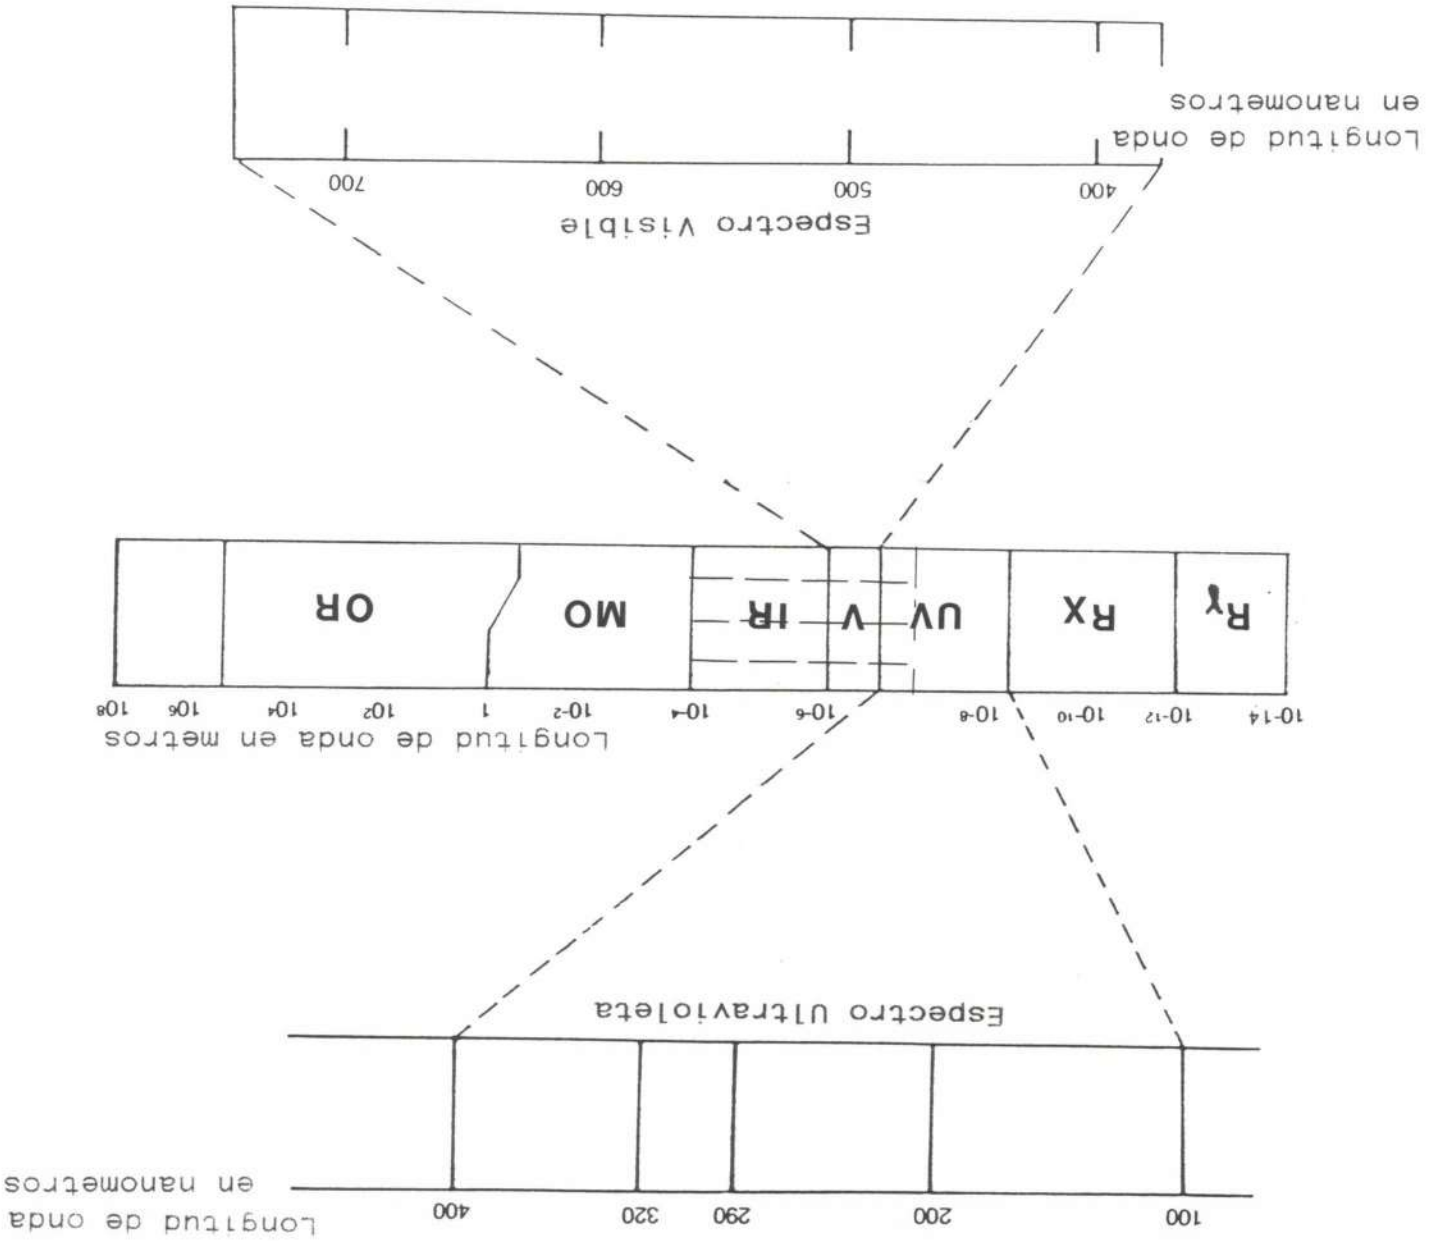 100 200 290 320 400 Longitud de onda
en nanometros
Espectro Ultravioleta
Longitud de onda en metros
10-14 10-12 10-10 10-8 10-6 10-4 10-2 1 10² 10⁴ 10⁶ 10⁸
Rγ RX UV V IR MO OR
Espectro Visible
400 500 600 700
Longitud de onda
en nanometros